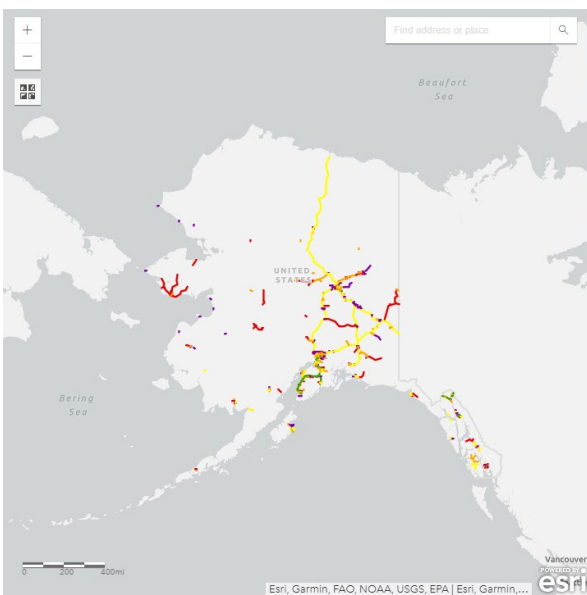 +
Find address or place
−
Beaufort
Sea
UNITED
STATES
Bering
Sea
0 200 400mi
Vancouver
POWERED BY
esri
Esri, Garmin, FAO, NOAA, USGS, EPA | Esri, Garmin,...